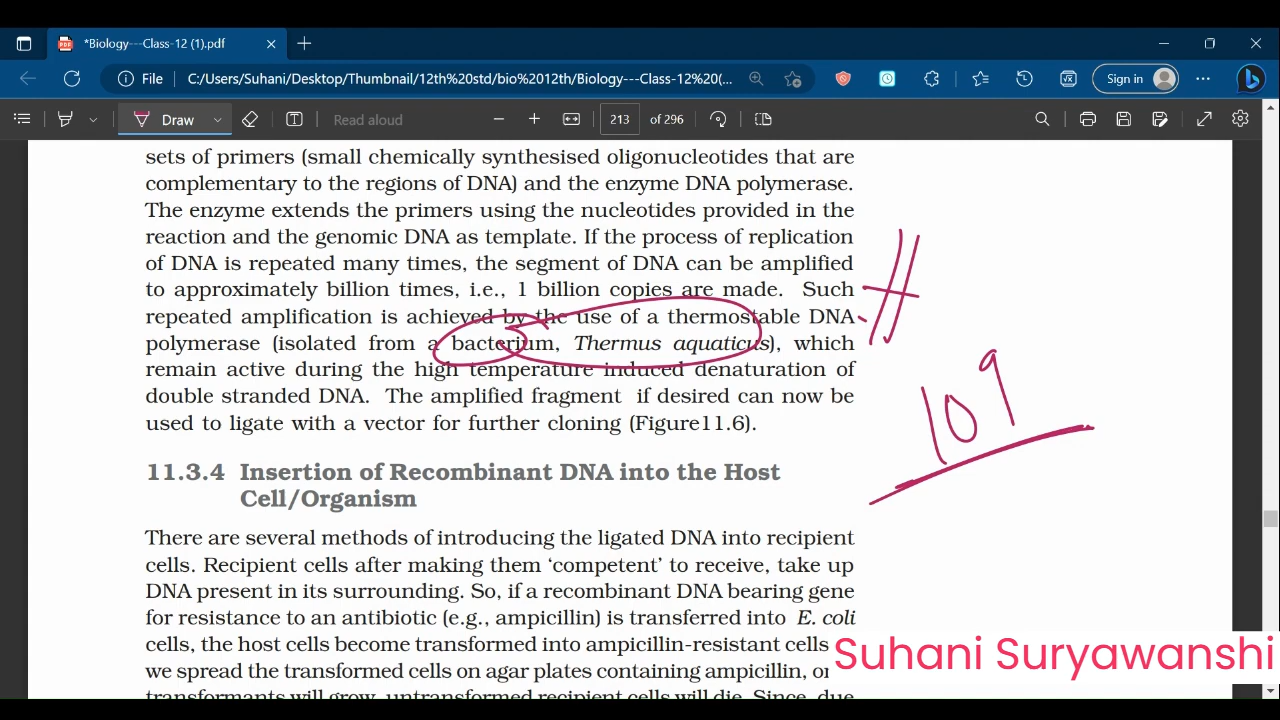 *Biology---Class-12 (1).pdf
File C:/Users/Suhani/Desktop/Thumbnail/12th%20std/bio%2012th/Biology---Class-12%20(... Sign in
Draw Read aloud 213 of 296
sets of primers (small chemically synthesised oligonucleotides that are
complementary to the regions of DNA) and the enzyme DNA polymerase.
The enzyme extends the primers using the nucleotides provided in the
reaction and the genomic DNA as template. If the process of replication
of DNA is repeated many times, the segment of DNA can be amplified
to approximately billion times, i.e., 1 billion copies are made. Such
repeated amplification is achieved by the use of a thermostable DNA
polymerase (isolated from a bacterium, Thermus aquaticus), which
remain active during the high temperature induced denaturation of
double stranded DNA. The amplified fragment if desired can now be
used to ligate with a vector for further cloning (Figure11.6).
10⁹
11.3.4 Insertion of Recombinant DNA into the Host
Cell/Organism
There are several methods of introducing the ligated DNA into recipient
cells. Recipient cells after making them ‘competent’ to receive, take up
DNA present in its surrounding. So, if a recombinant DNA bearing gene
for resistance to an antibiotic (e.g., ampicillin) is transferred into E. coli
cells, the host cells become transformed into ampicillin-resistant cells
we spread the transformed cells on agar plates containing ampicillin, on
transformants will grow, untransformed recipient cells will die. Since, due
Suhani Suryawanshi